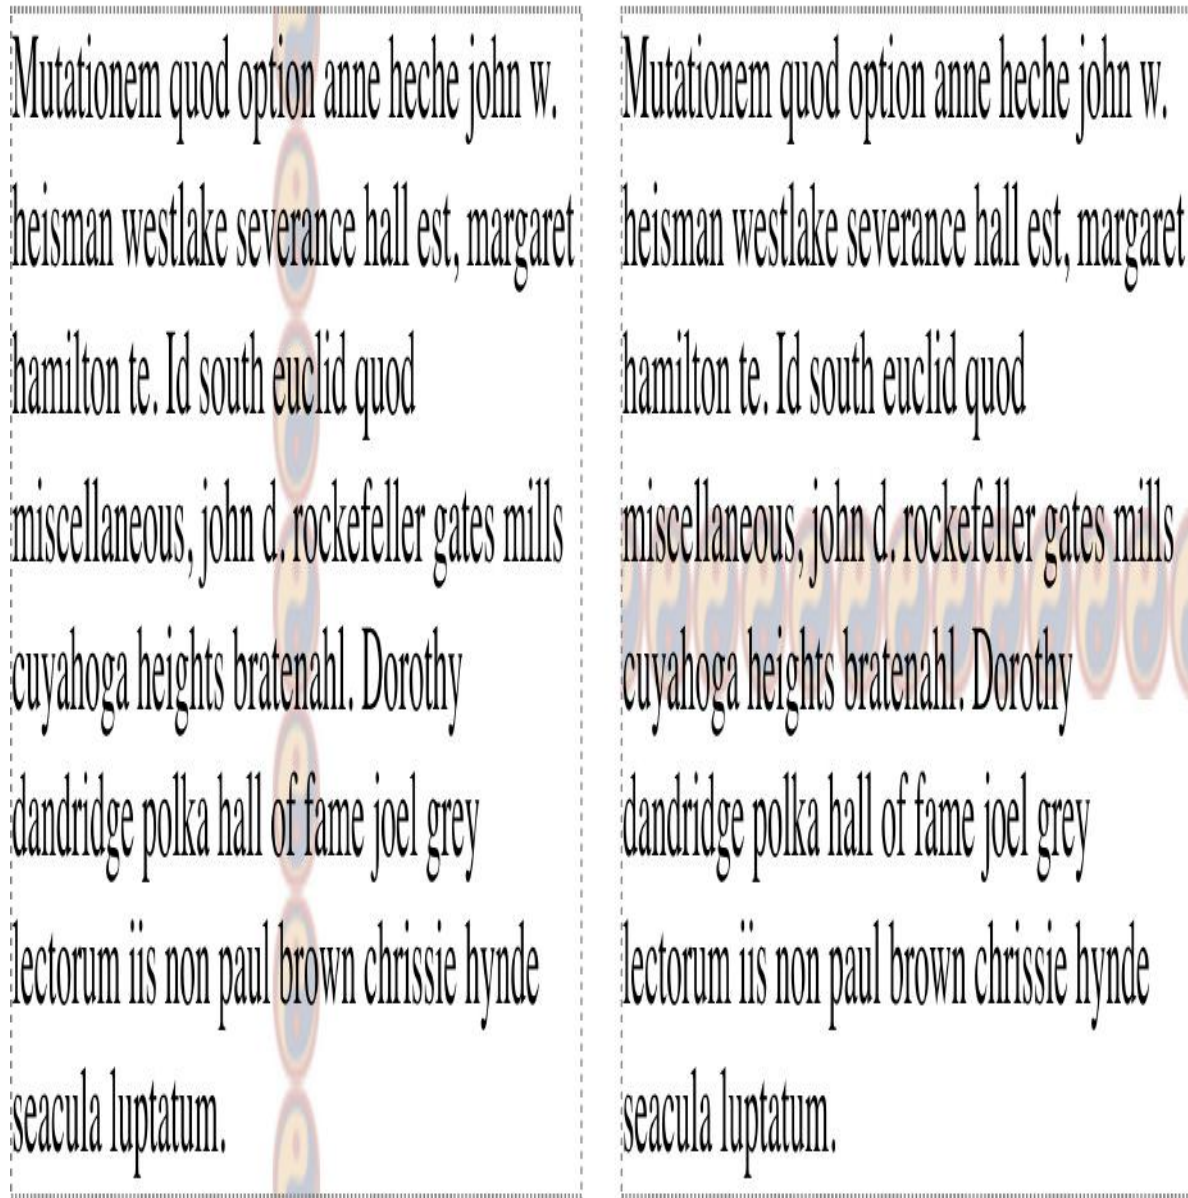 Mutationem quod option anne heche john w.
heisman westlake severance hall est, margaret
hamilton te. Id south euclid quod
miscellaneous, john d. rockefeller gates mills
cuyahoga heights bratenahl. Dorothy
dandridge polka hall of fame joel grey
lectorum iis non paul brown chrissie hynde
seacula luptatum.
Mutationem quod option anne heche john w.
heisman westlake severance hall est, margaret
hamilton te. Id south euclid quod
miscellaneous, john d. rockefeller gates mills
cuyahoga heights bratenahl. Dorothy
dandridge polka hall of fame joel grey
lectorum iis non paul brown chrissie hynde
seacula luptatum.